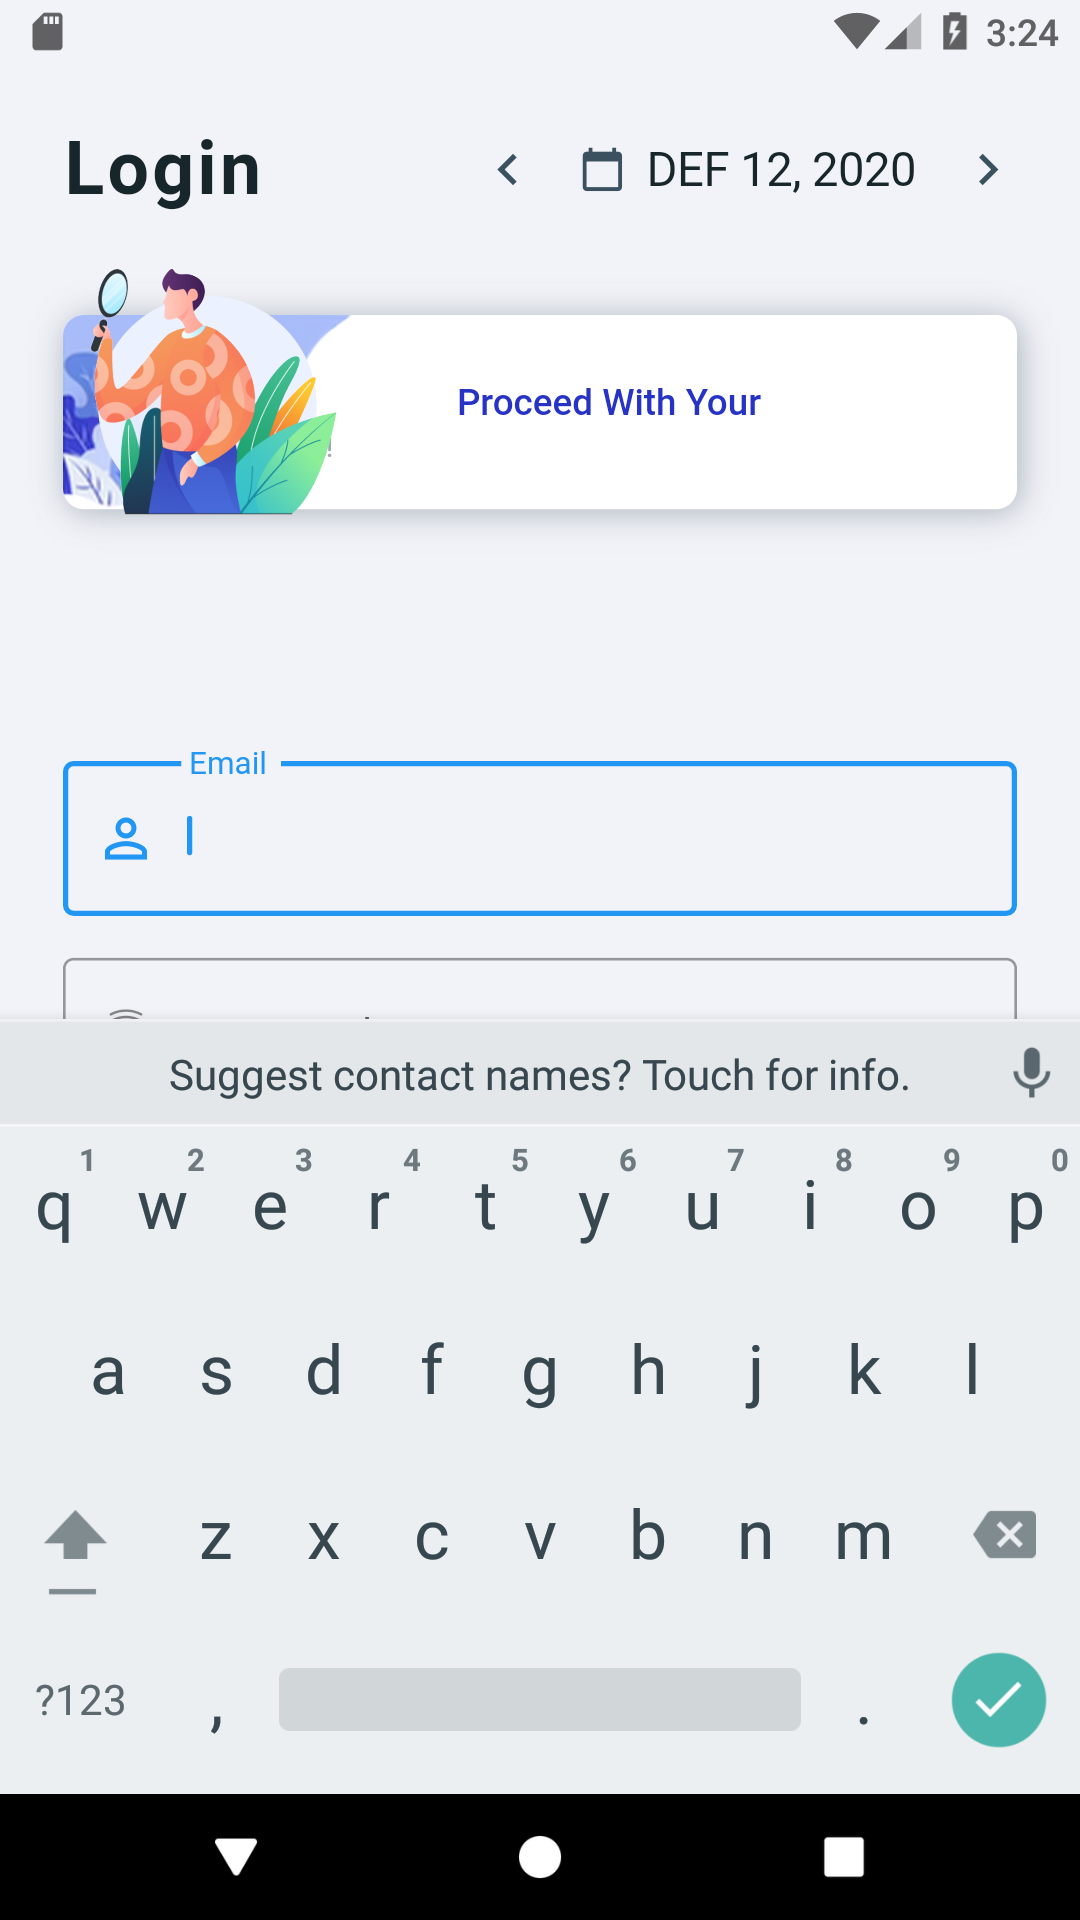 3:24
Login
DEF 12, 2020
Proceed With Your
!
Email
Suggest contact names? Touch for info.
1 2 3 4 5 6 7 8 9 0
q w e r t y u i o p
a s d f g h j k l
z x c v b n m
?123 , .